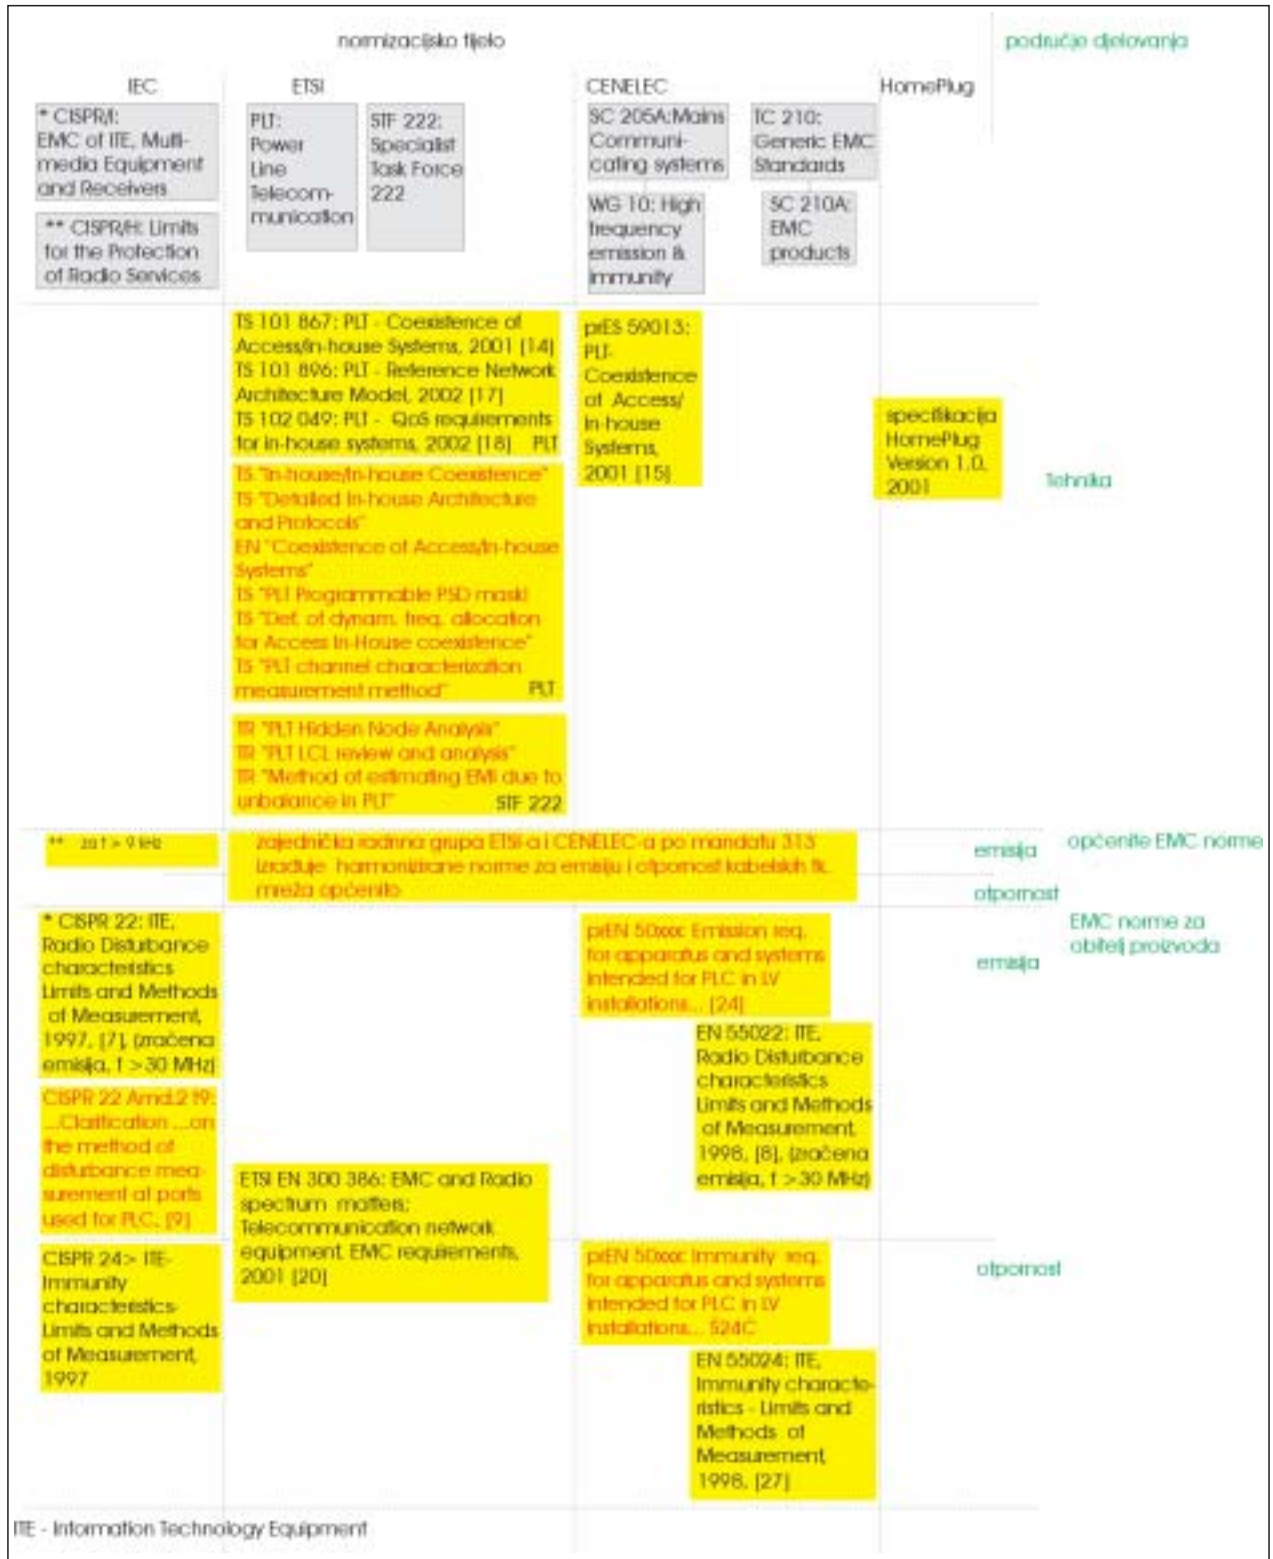 normizacijsko tijelo
područje djelovanja
IEC
ETSI
CENELEC
HomePlug
* CISPR/I:
EMC of ITE, Multi-
media Equipment
and Receivers
** CISPR/H: Limits
for the Protection
of Radio Services
PLT:
Power
Line
Telecom-
munication
STF 222:
Specialist
Task Force
222
SC 205A:Mains
Communi-
cating systems
WG 10: High
frequency
emission &
immunity
TC 210:
Generic EMC
Standards
SC 210A:
EMC
products
TS 101 867: PLT - Coexistence of
Access/In-house Systems, 2001 [14]
TS 101 896: PLT - Reference Network
Architecture Model, 2002 [17]
TS 102 049: PLT - QoS requirements
for in-house systems, 2002 [18] PLT
TS "In-house/In-house Coexistence"
TS "Detailed In-house Architecture
and Protocols"
EN "Coexistence of Access/In-house
Systems"
TS "PLT Programmable PSD mask!
TS "Def. of dynam. freq. allocation
for Access In-House coexistence"
TS "PLT channel characterization
measurement method" PLT
TR "PLT Hidden Node Analysis"
TR "PLT LCL review and analysis"
TR "Method of estimating EMI due to
unbalance in PLT" STF 222
prES 59013:
PLT-
Coexistence
of Access/
In-house
Systems,
2001 [15]
specifikacija
HomePlug
Version 1.0,
2001
Tehnika
** za f > 9 kHz
zajednička radnna grupa ETSI-a i CENELEC-a po mandatu 313
izrađuje harmonizirane norme za emisiju i otpornost kabelskih tk.
mreža općenito
emisija
otpornost
općenite EMC norme
* CISPR 22: ITE,
Radio Disturbance
characteristics
Limits and Methods
of Measurement,
1997, [7], (zračena
emisija, f > 30 MHz)
CISPR 22 Amd.2 f9:
...Clarification ...on
the method of
disturbance mea-
surement at ports
used for PLC, [9]
CISPR 24> ITE-
Immunity
characteristics-
Limits and Methods
of Measurement,
1997
ETSI EN 300 386: EMC and Radio
spectrum matters;
Telecommunication network
equipment, EMC requirements,
2001 [20]
prEN 50xxx: Emission req.
for apparatus and systems
intended for PLC in LV
installations... [24]
EN 55022: ITE,
Radio Disturbance
characteristics
Limits and Methods
of Measurement,
1998, [8], (zračena
emisija, f > 30 MHz)
prEN 50xxx: Immunity req.
for apparatus and systems
intended for PLC in LV
installations... Š24Ć
EN 55024: ITE,
Immunity characte-
ristics - Limits and
Methods of
Measurement,
1998, [27]
emisija
EMC norme za
obitelj proizvoda
otpornost
ITE - Information Technology Equipment